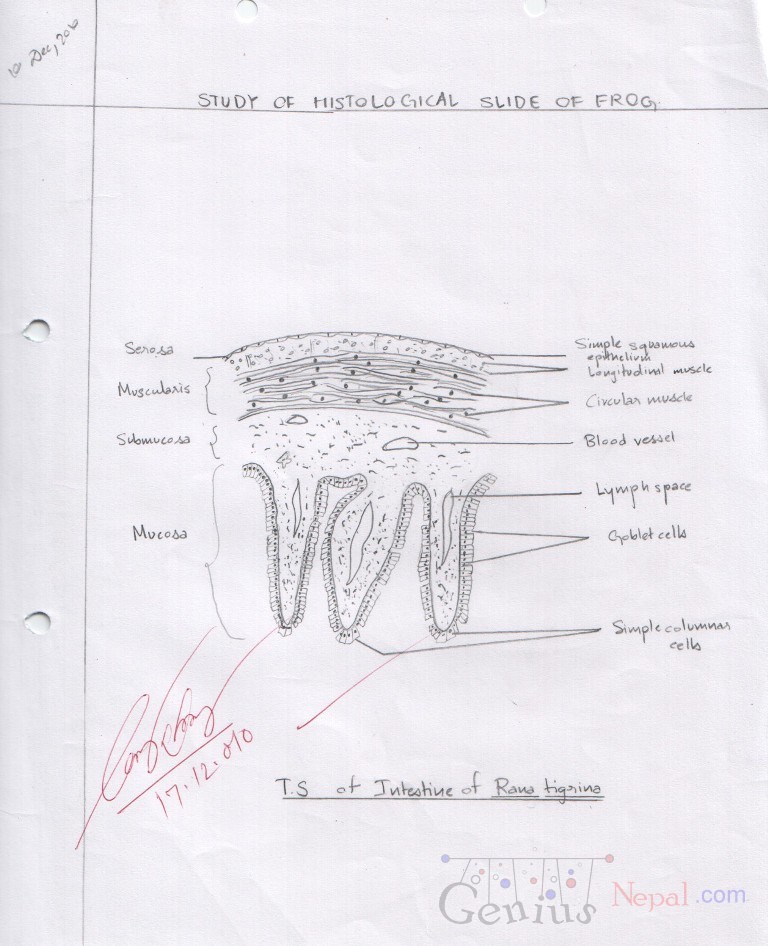 10 Dec, 2010
STUDY OF HISTOLOGICAL SLIDE OF FROG
Serosa
Muscularis
Submucosa
Mucosa
Simple squamous
epithelium
Longitudinal muscle
Circular muscle
Blood vessel
Lymph space
Goblet cells
Simple columnar
cells
17.12.010
T.S of Intestine of Rana tigrina
Genius Nepal.com